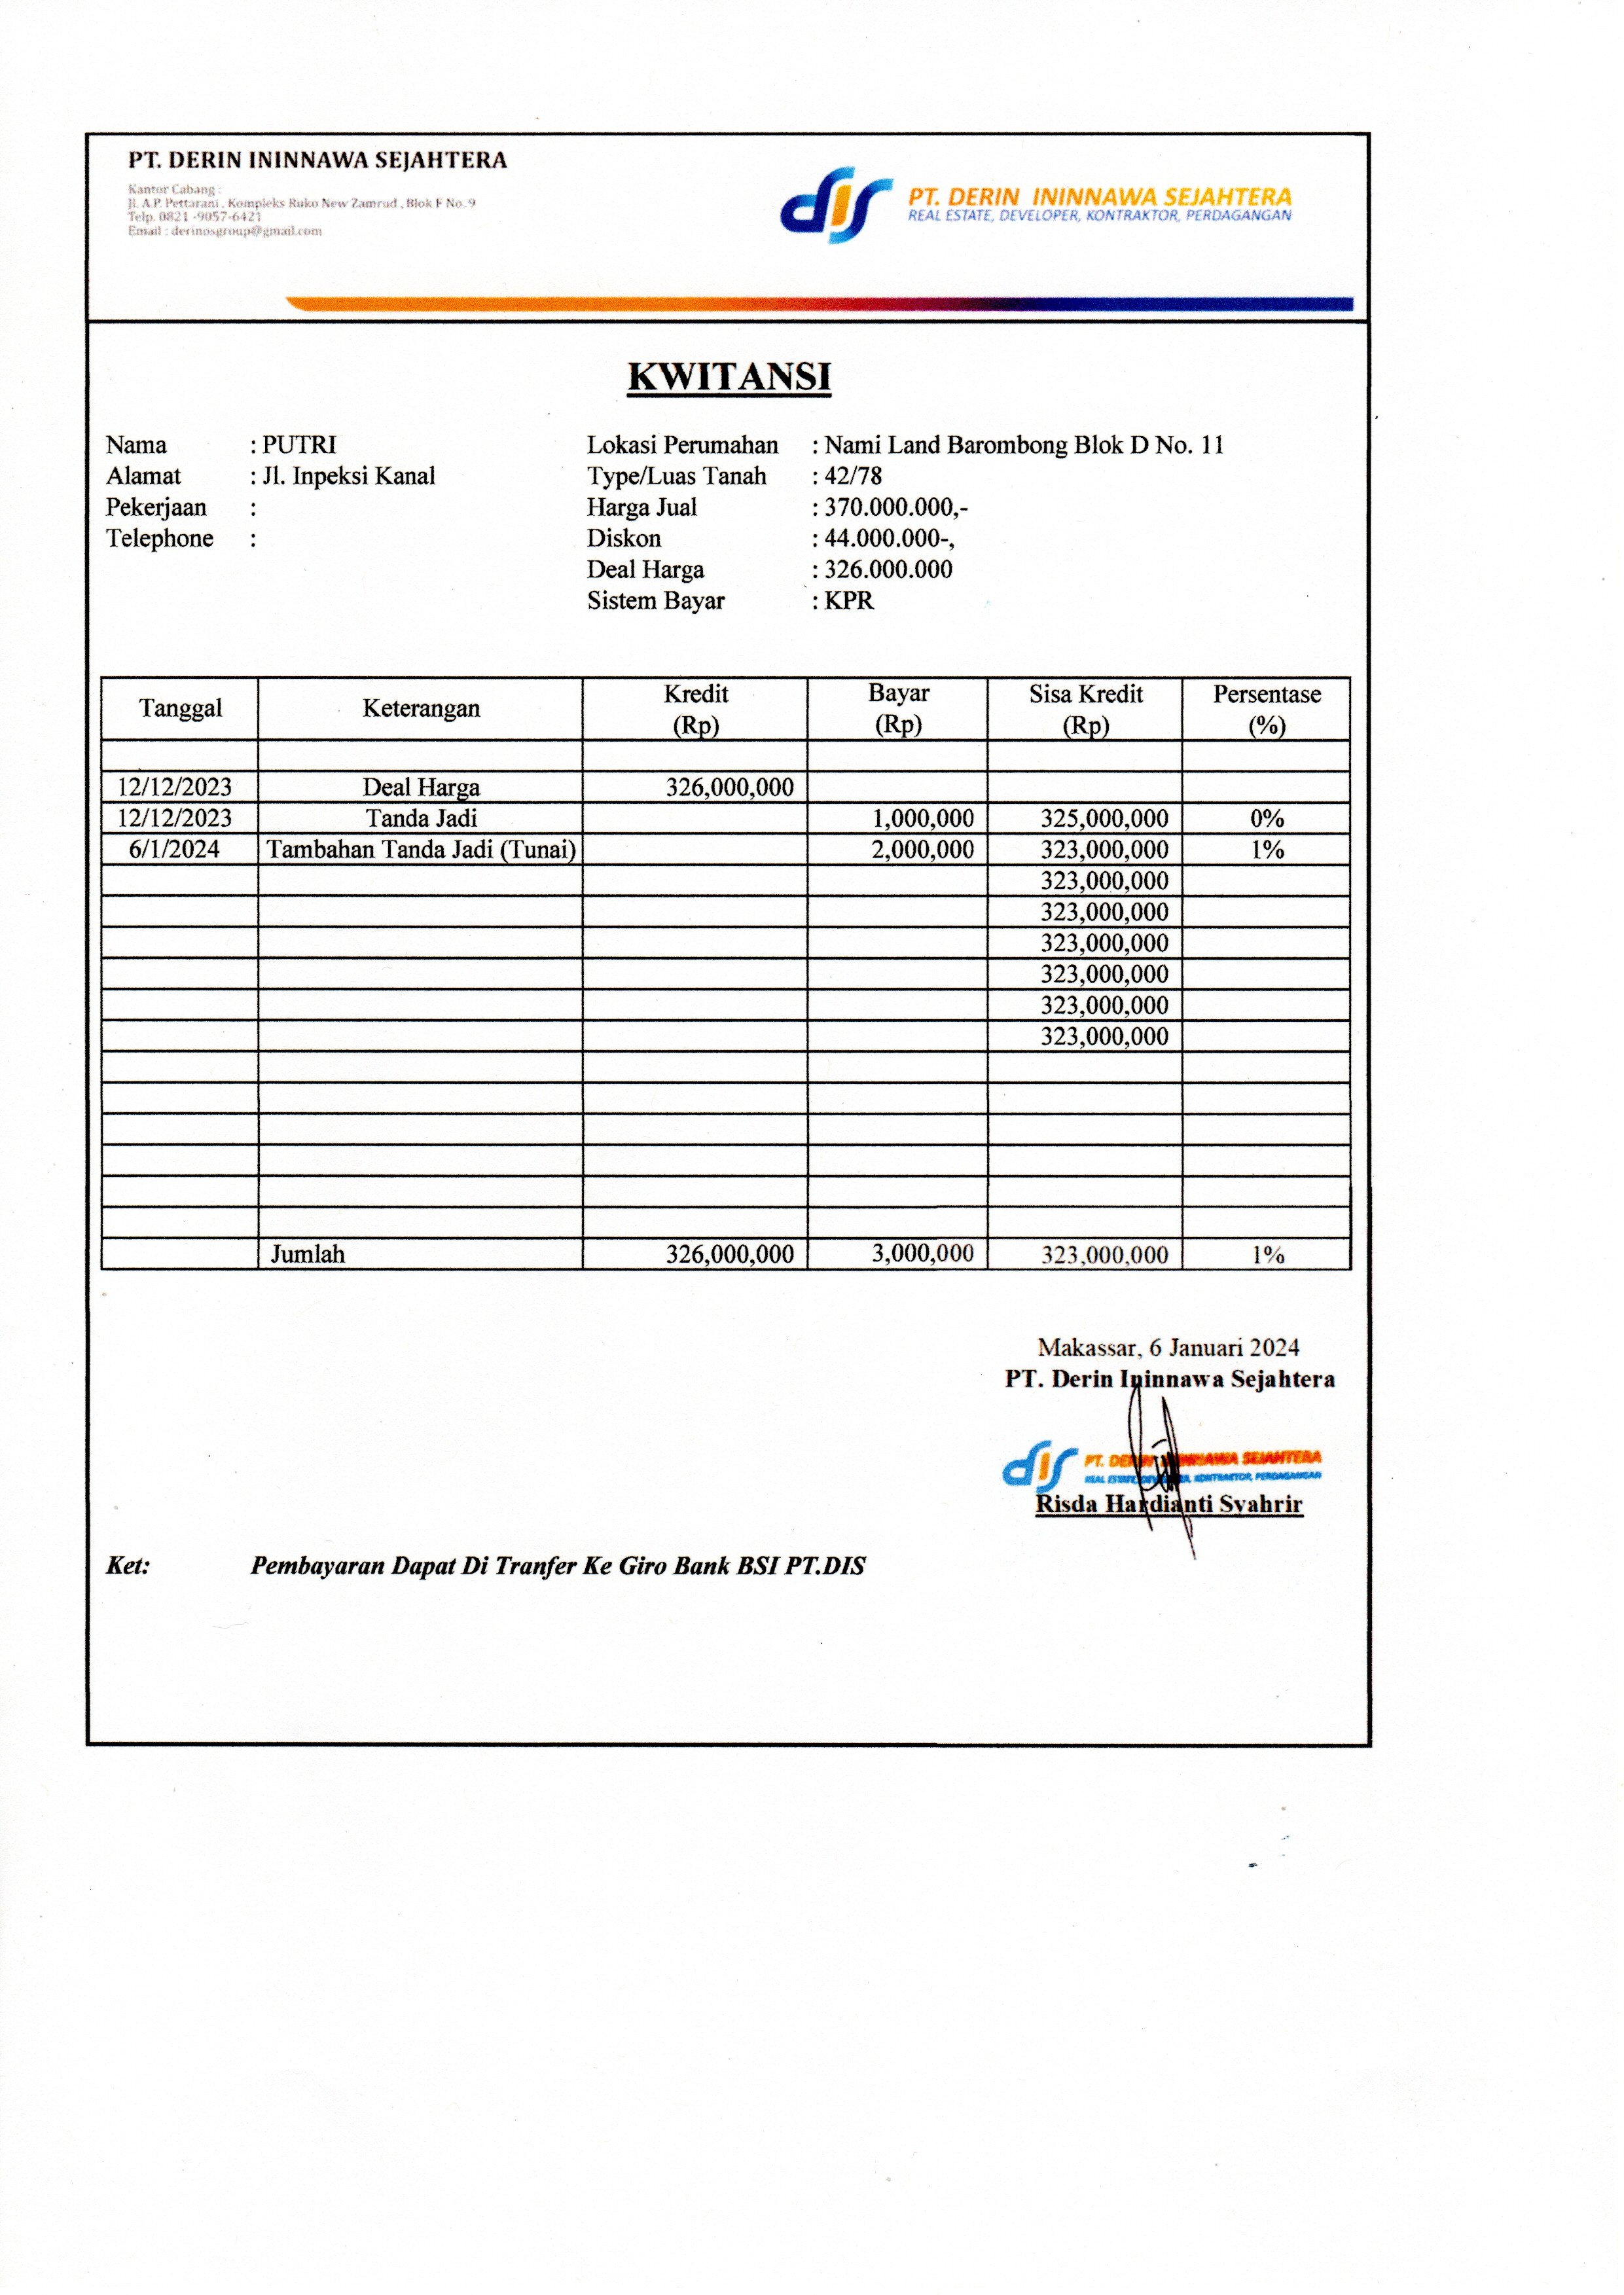 PT. DERIN ININNAWA SEJAHTERA
Kantor Cabang :
Jl. A.P. Pettarani , Kompleks Ruko New Zamrud , Blok F No. 9
Telp. 0821 -9057-6421
Email : derinosgroup@gmail.com
dis
PT. DERIN ININNAWA SEJAHTERA
REAL ESTATE, DEVELOPER, KONTRAKTOR, PERDAGANGAN
KWITANSI
Nama : PUTRI
Alamat : Jl. Inpeksi Kanal
Pekerjaan :
Telephone :
Lokasi Perumahan : Nami Land Barombong Blok D No. 11
Type/Luas Tanah : 42/78
Harga Jual : 370.000.000,-
Diskon : 44.000.000-,
Deal Harga : 326.000.000
Sistem Bayar : KPR
Tanggal Keterangan Kredit (Rp) Bayar (Rp) Sisa Kredit (Rp) Persentase (%)
12/12/2023 Deal Harga 326,000,000
12/12/2023 Tanda Jadi 1,000,000 325,000,000 0%
6/1/2024 Tambahan Tanda Jadi (Tunai) 2,000,000 323,000,000 1%
323,000,000
323,000,000
323,000,000
323,000,000
323,000,000
323,000,000
Jumlah 326,000,000 3,000,000 323,000,000 1%
Makassar, 6 Januari 2024
PT. Derin Ininnawa Sejahtera
dis
PT. DERIN ININNAWA SEJAHTERA
REAL ESTATE, DEVELOPER, KONTRAKTOR, PERDAGANGAN
Risda Hardianti Syahrir
Ket: Pembayaran Dapat Di Tranfer Ke Giro Bank BSI PT.DIS